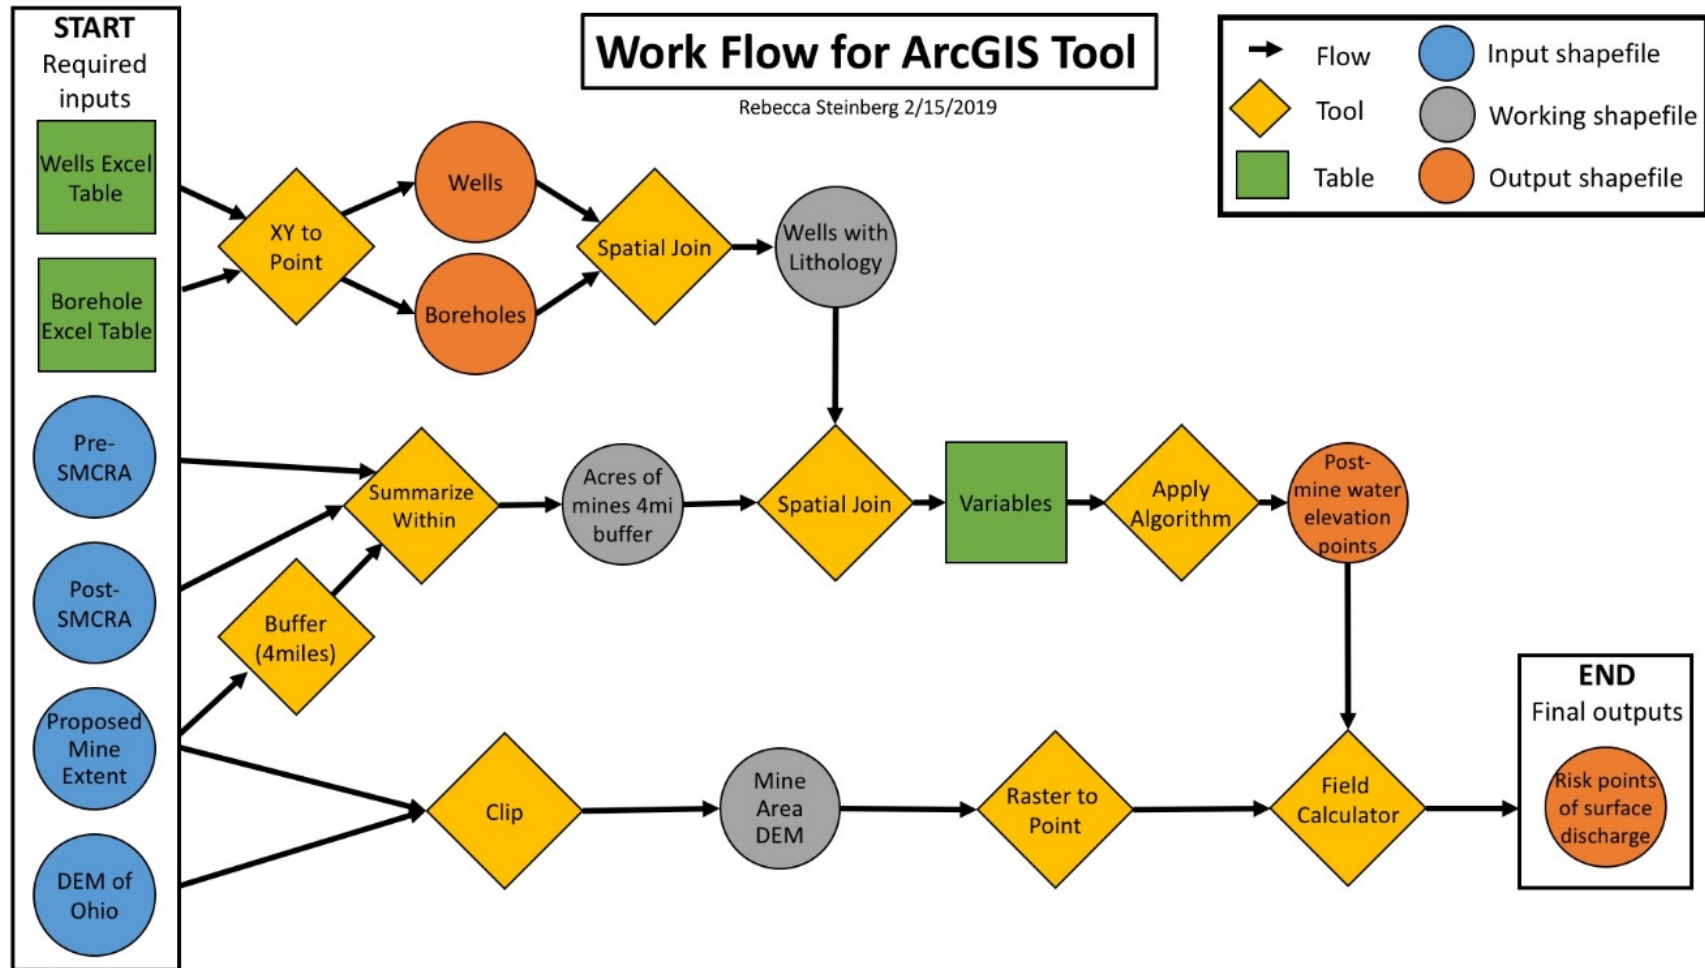 START
Required
inputs
Wells Excel
Table
Borehole
Excel Table
Pre-
SMCRA
Post-
SMCRA
Proposed
Mine
Extent
DEM of
Ohio
Work Flow for ArcGIS Tool
Rebecca Steinberg 2/15/2019
Flow
Tool
Table
Input shapefile
Working shapefile
Output shapefile
XY to
Point
Wells
Boreholes
Spatial Join
Wells with
Lithology
Buffer
(4miles)
Summarize
Within
Acres of
mines 4mi
buffer
Spatial Join
Variables
Apply
Algorithm
Post-
mine water
elevation
points
Clip
Mine
Area
DEM
Raster to
Point
Field
Calculator
END
Final outputs
Risk points
of surface
discharge